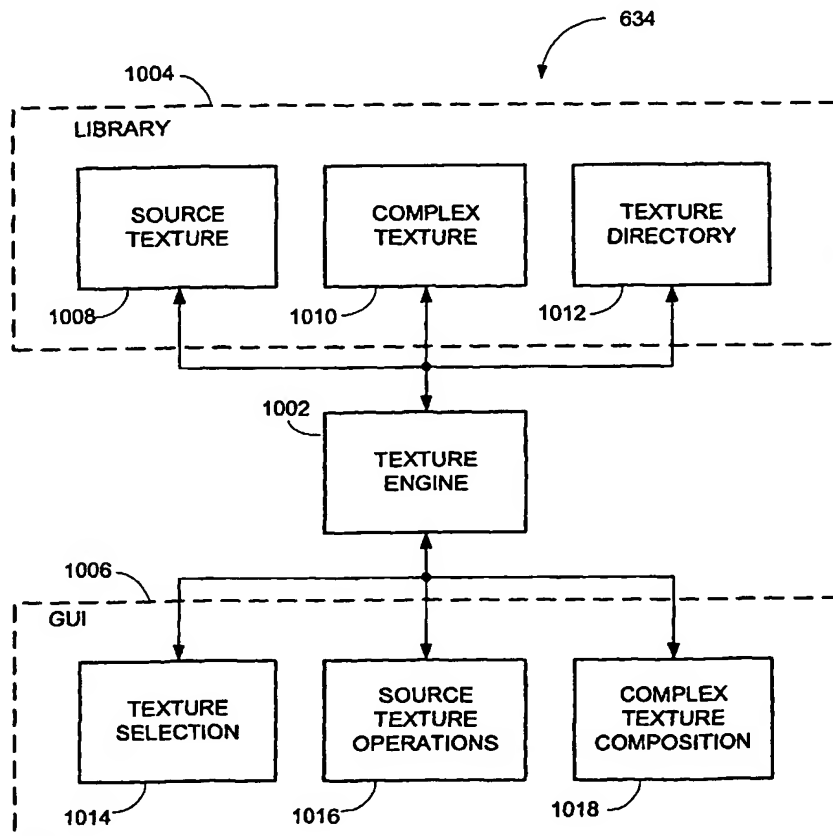 634
1004
LIBRARY
SOURCE
TEXTURE
COMPLEX
TEXTURE
TEXTURE
DIRECTORY
1008
1010
1012
1002
TEXTURE
ENGINE
1006
GUI
TEXTURE
SELECTION
SOURCE
TEXTURE
OPERATIONS
COMPLEX
TEXTURE
COMPOSITION
1014
1016
1018